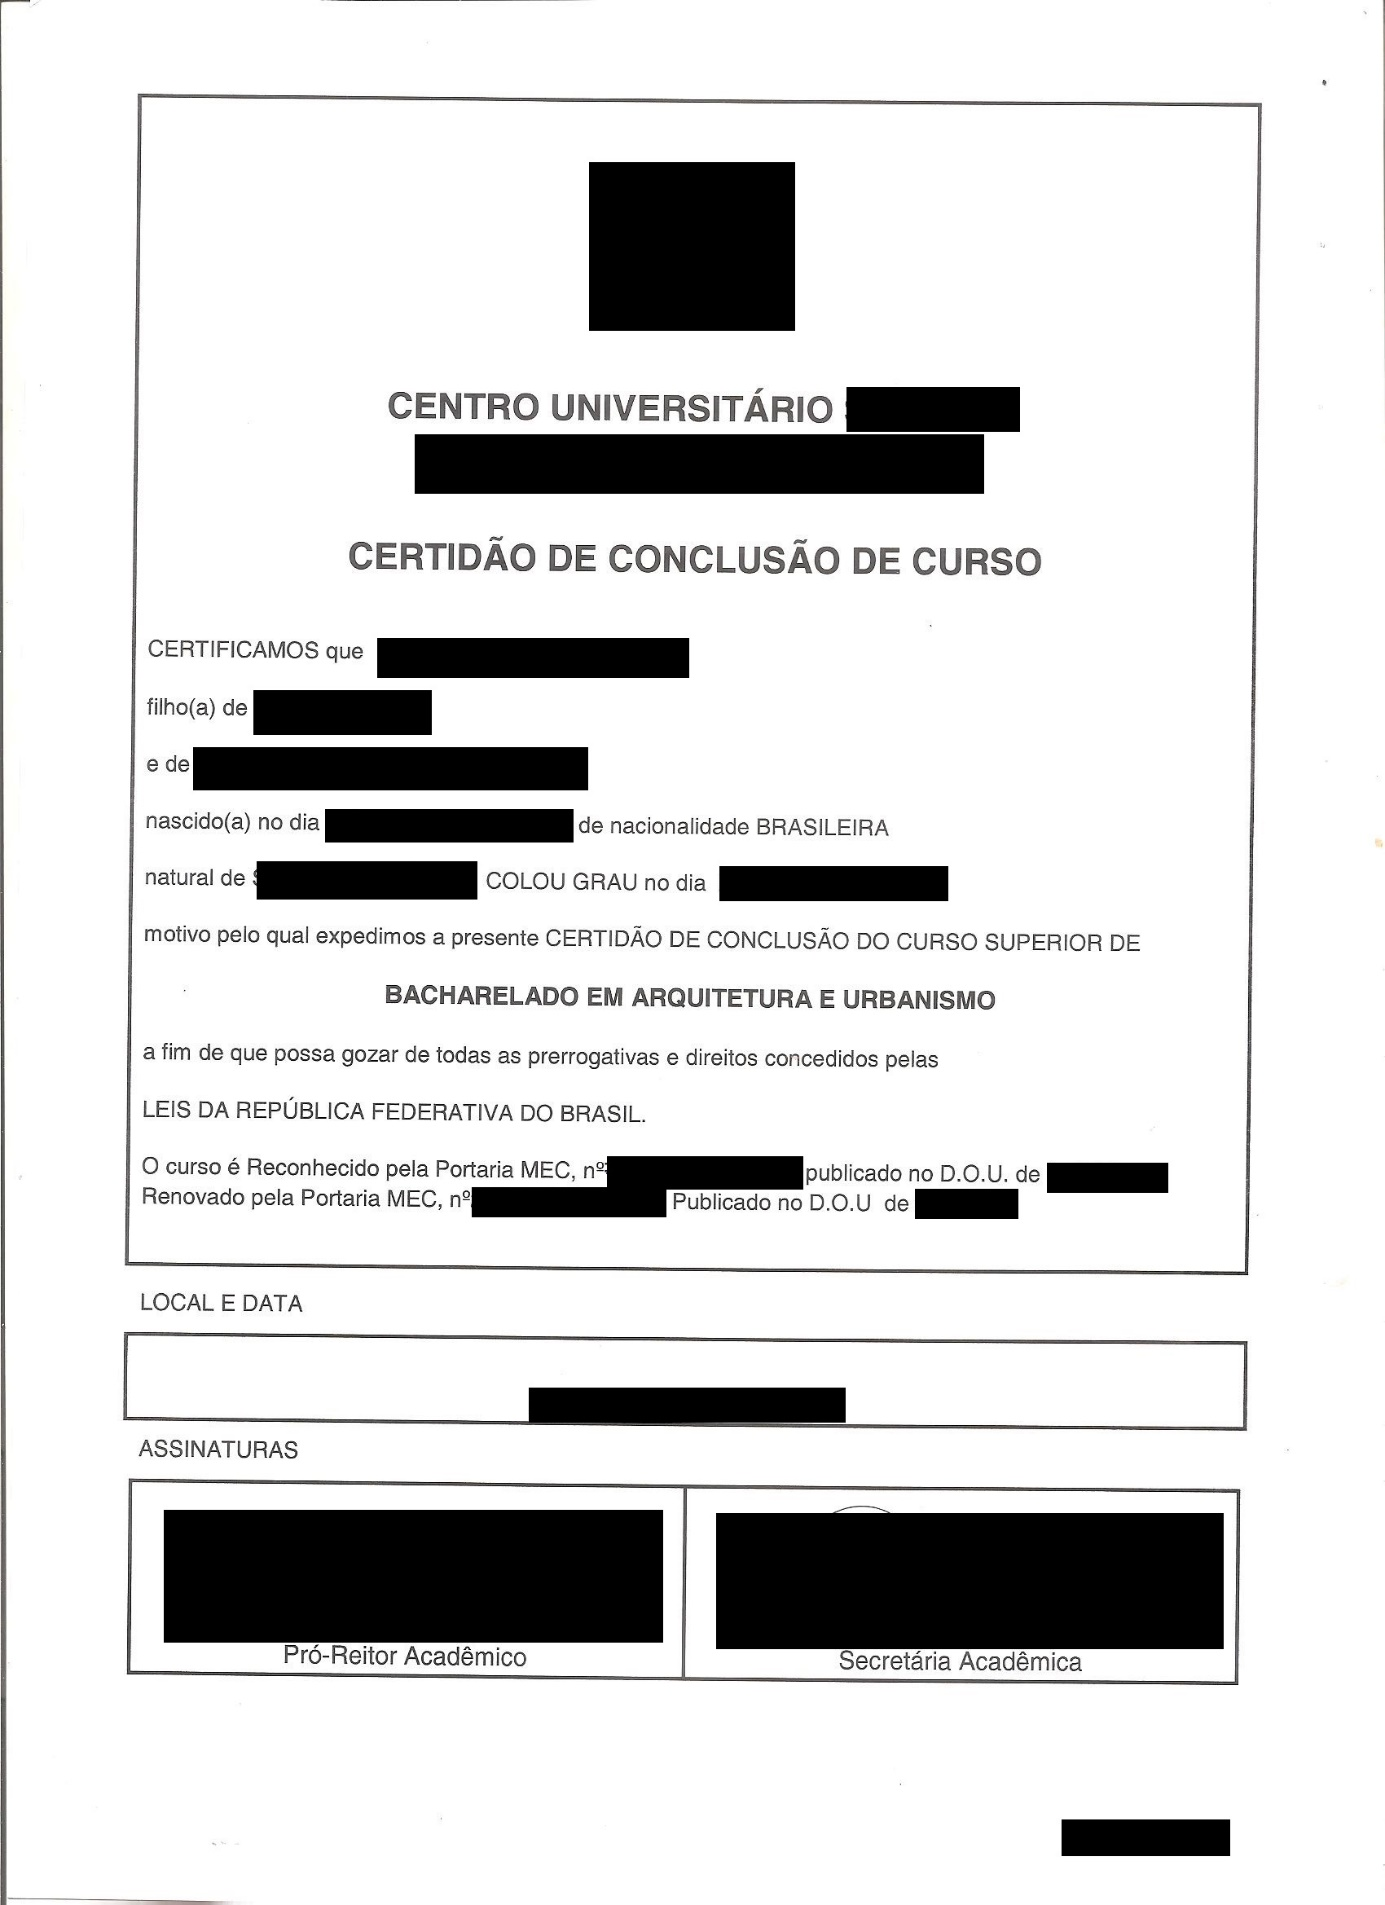 CENTRO UNIVERSITÁRIO
CERTIDÃO DE CONCLUSÃO DE CURSO
CERTIFICAMOS que
filho(a) de
e de
nascido(a) no dia de nacionalidade BRASILEIRA
natural de COLOU GRAU no dia
motivo pelo qual expedimos a presente CERTIDÃO DE CONCLUSÃO DO CURSO SUPERIOR DE
BACHARELADO EM ARQUITETURA E URBANISMO
a fim de que possa gozar de todas as prerrogativas e direitos concedidos pelas
LEIS DA REPÚBLICA FEDERATIVA DO BRASIL.
O curso é Reconhecido pela Portaria MEC, nº publicado no D.O.U. de
Renovado pela Portaria MEC, nº Publicado no D.O.U de
LOCAL E DATA
ASSINATURAS
Pró-Reitor Acadêmico
Secretária Acadêmica